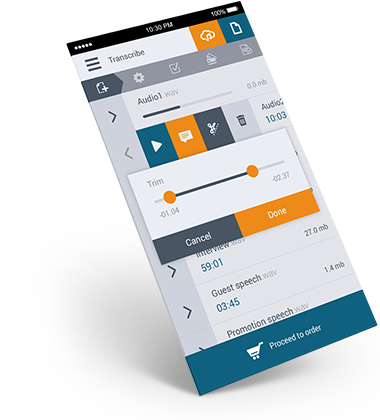 10:30 PM
100%
Transcribe
Audio1.wav
0.0 mb
Audio2
10:03
Trim
-01.04
-02.37
Cancel
Done
Interview.wav
59:01
27.0 mb
Guest speech.wav
03:45
1.4 mb
Promotion speech.wav
Proceed to order